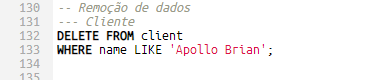 130 -- Remoção de dados
131 --- Cliente
132 DELETE FROM client
133 WHERE name LIKE 'Apollo Brian';
134
135